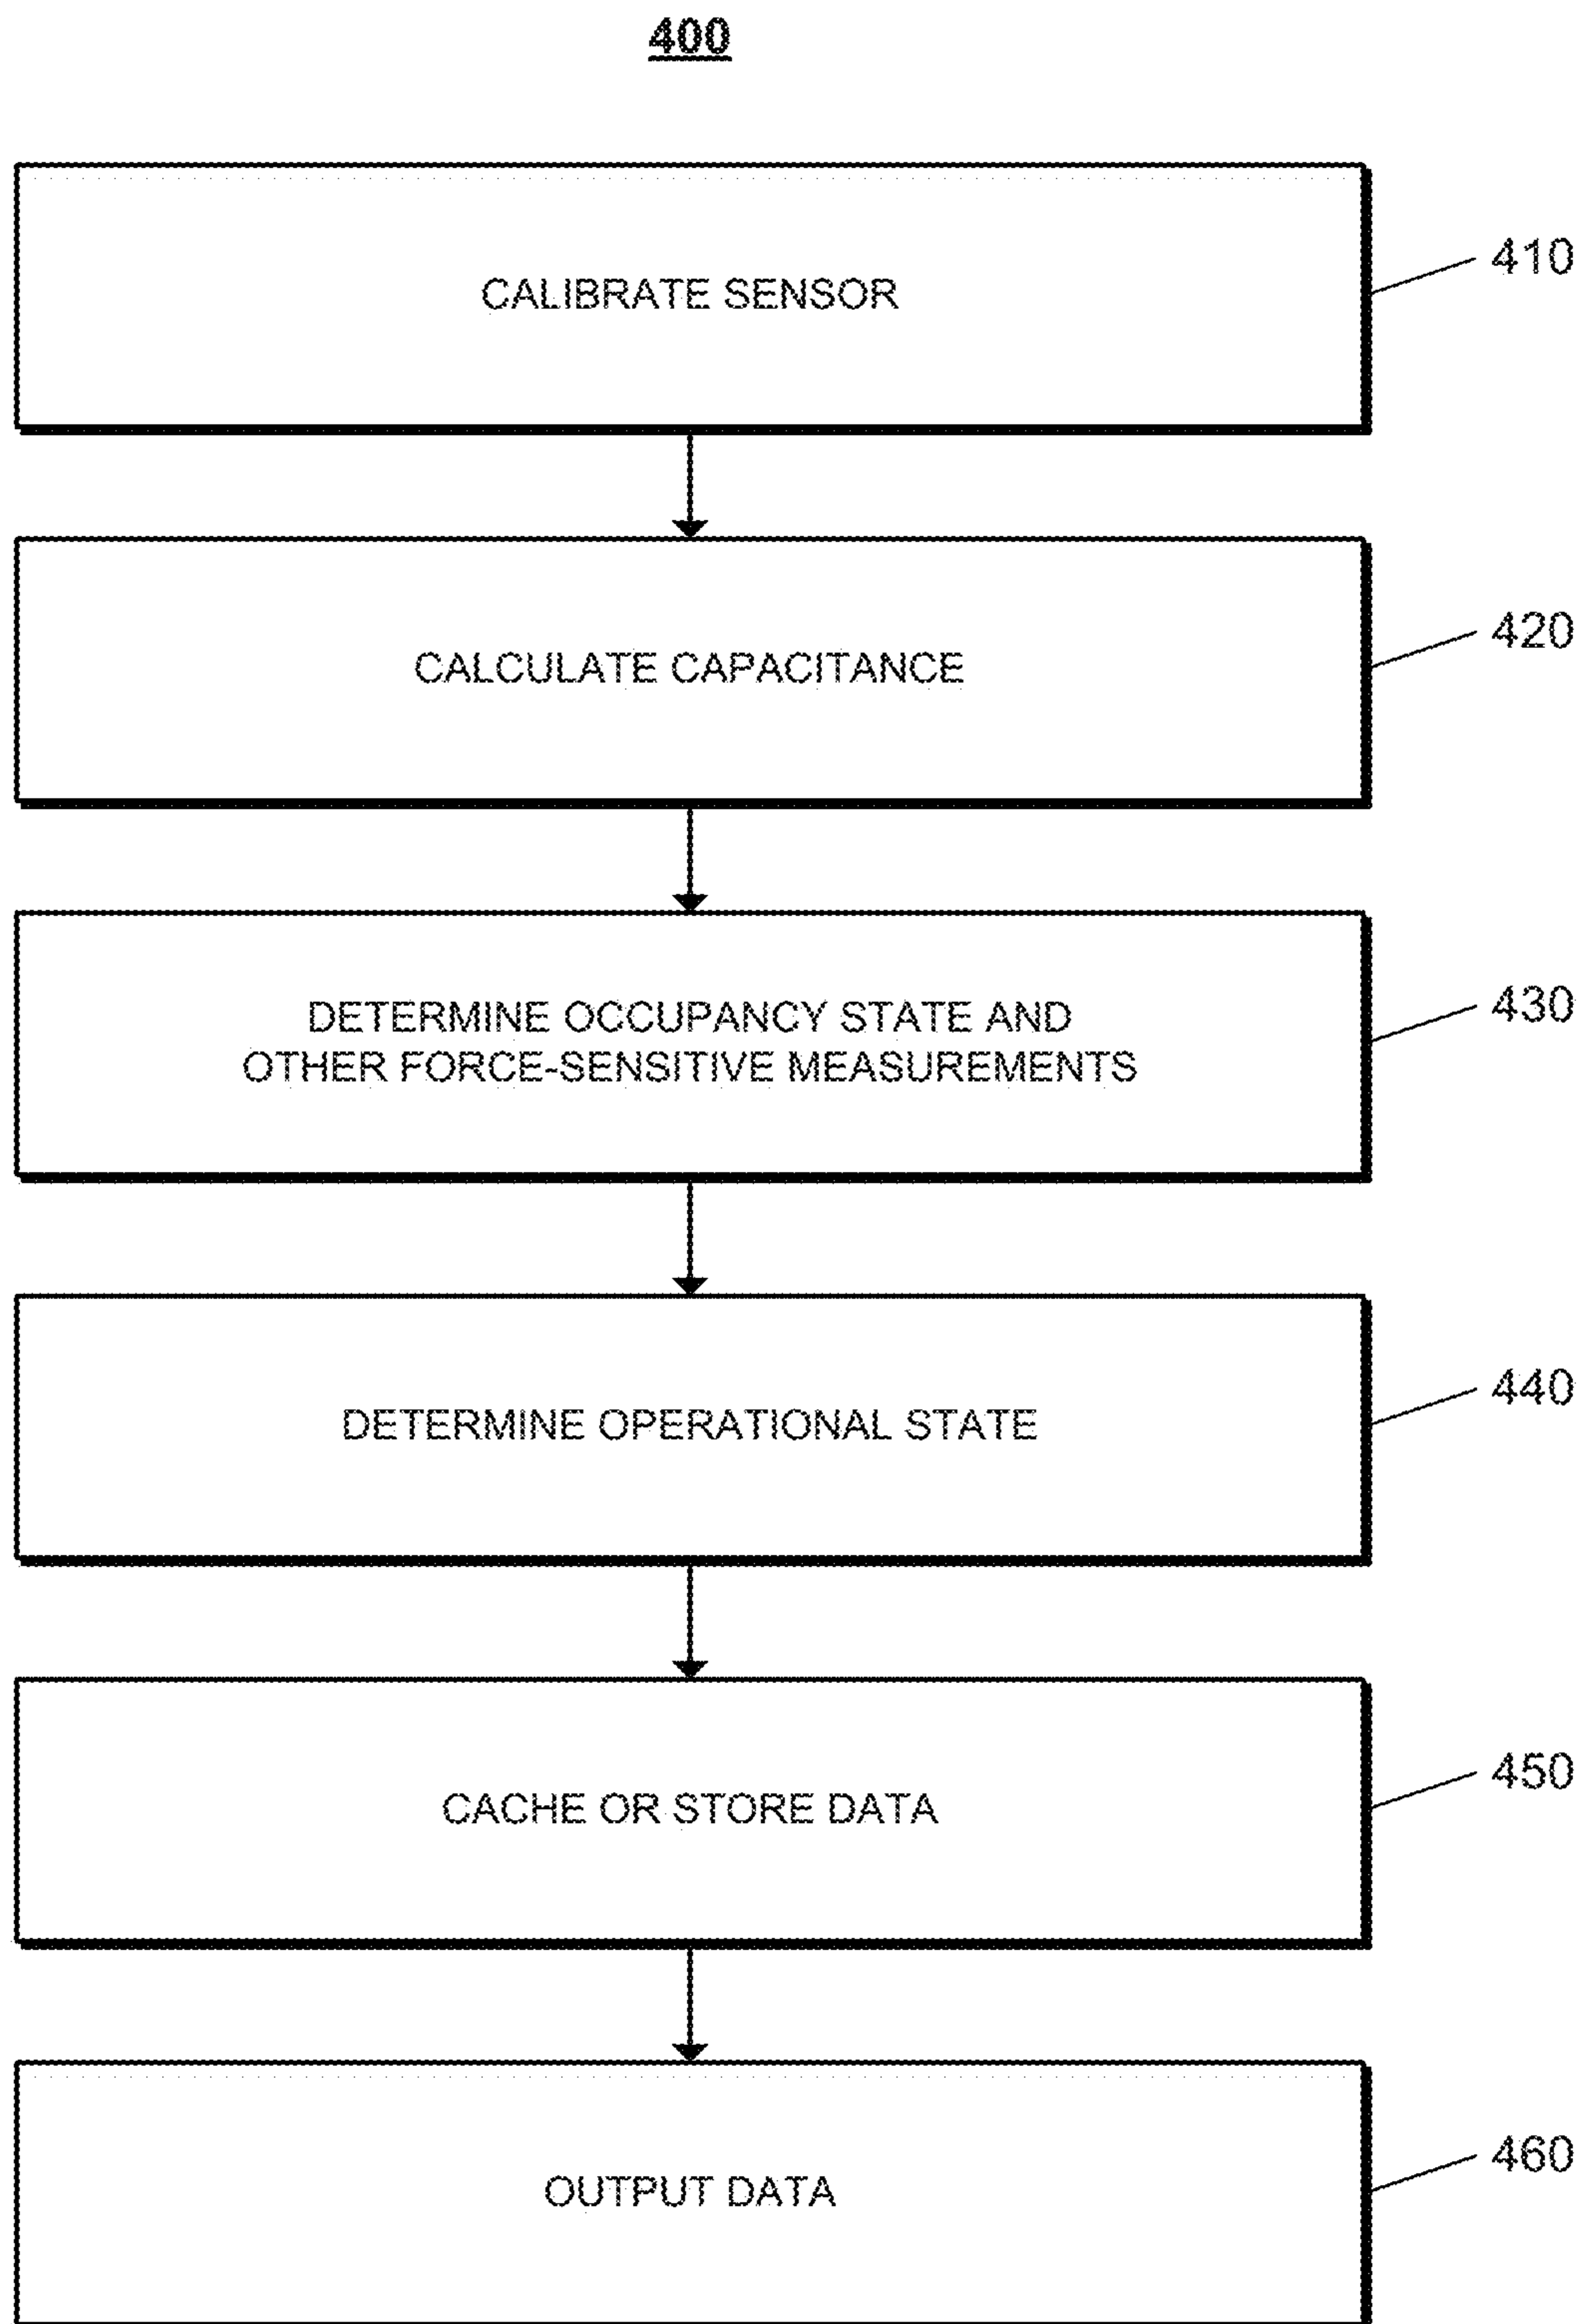 400
CALIBRATE SENSOR
410
CALCULATE CAPACITANCE
420
DETERMINE OCCUPANCY STATE AND
OTHER FORCE-SENSITIVE MEASUREMENTS
430
DETERMINE OPERATIONAL STATE
440
CACHE OR STORE DATA
450
OUTPUT DATA
460